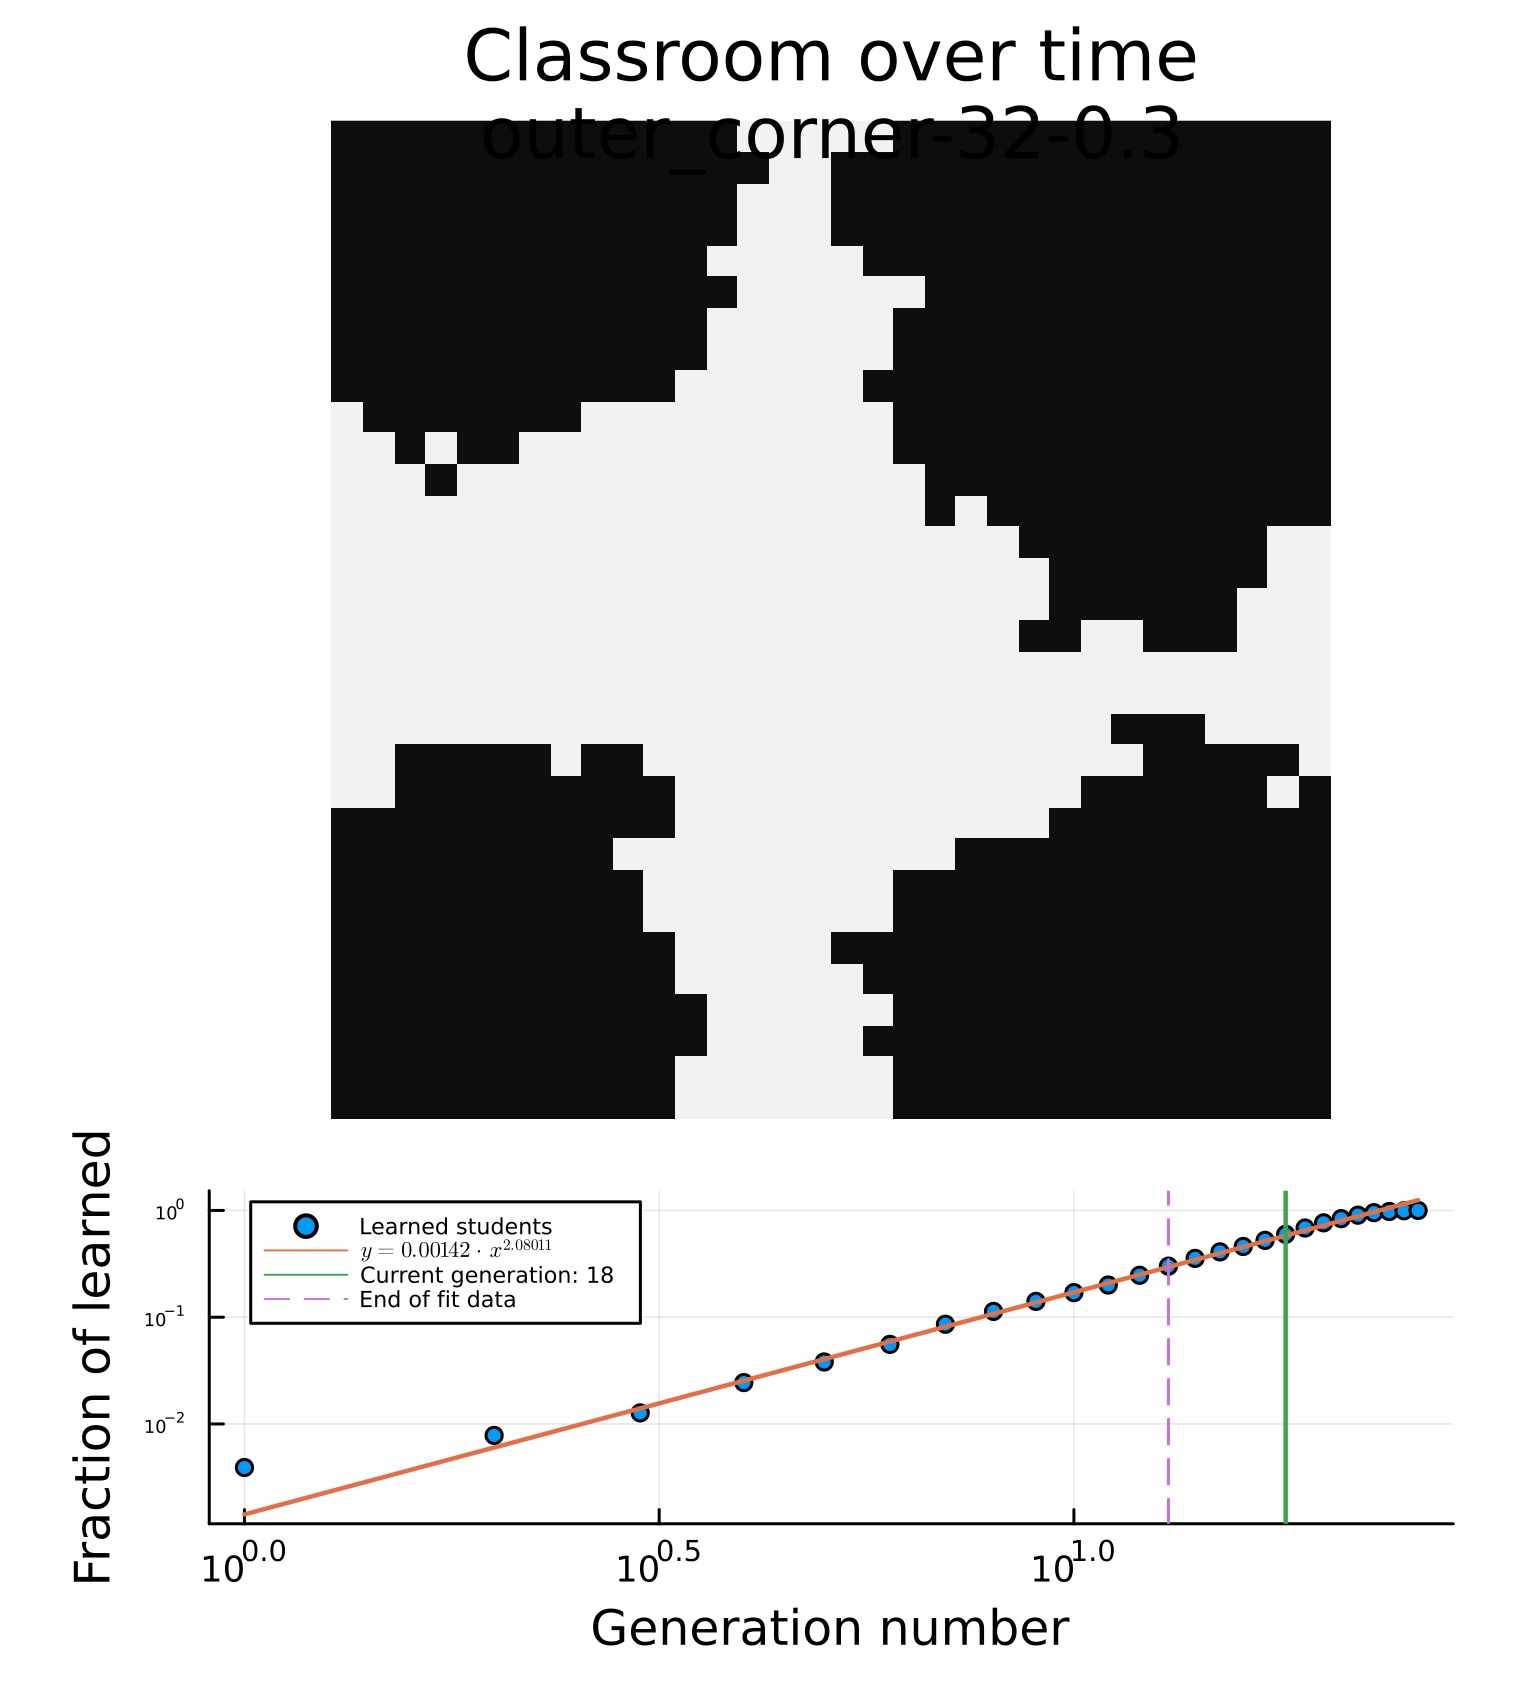 Classroom over time
outer_corner-32-0.3
Fraction of learned
10⁰
10⁻¹
10⁻²
Learned students
y = 0.00142 · x^2.08011
Current generation: 18
End of fit data
10^0.0
10^0.5
10^1.0
Generation number